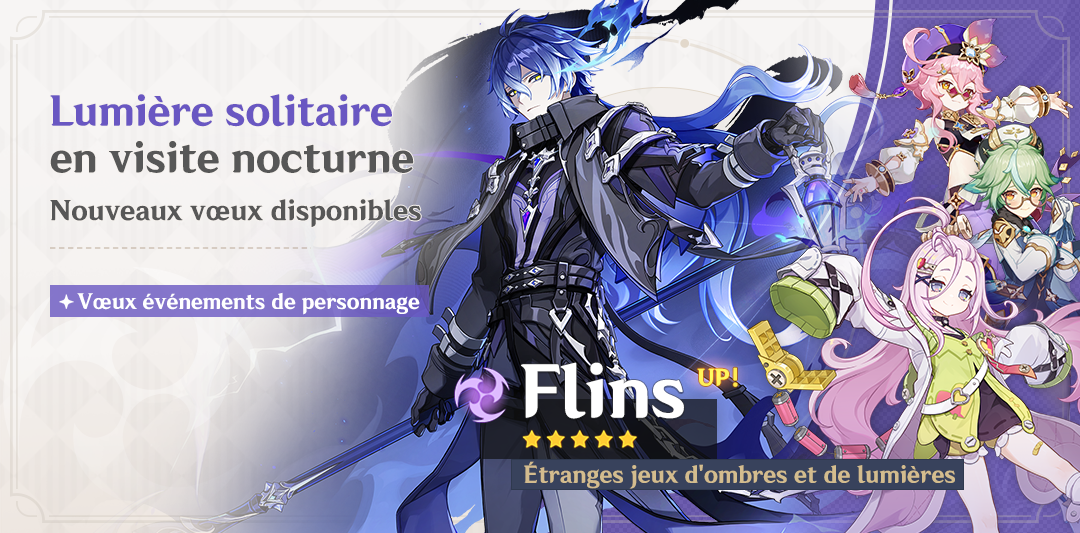 Lumière solitaire
en visite nocturne
Nouveaux vœux disponibles
Vœux événements de personnage
Flins UP!
Étranges jeux d'ombres et de lumières